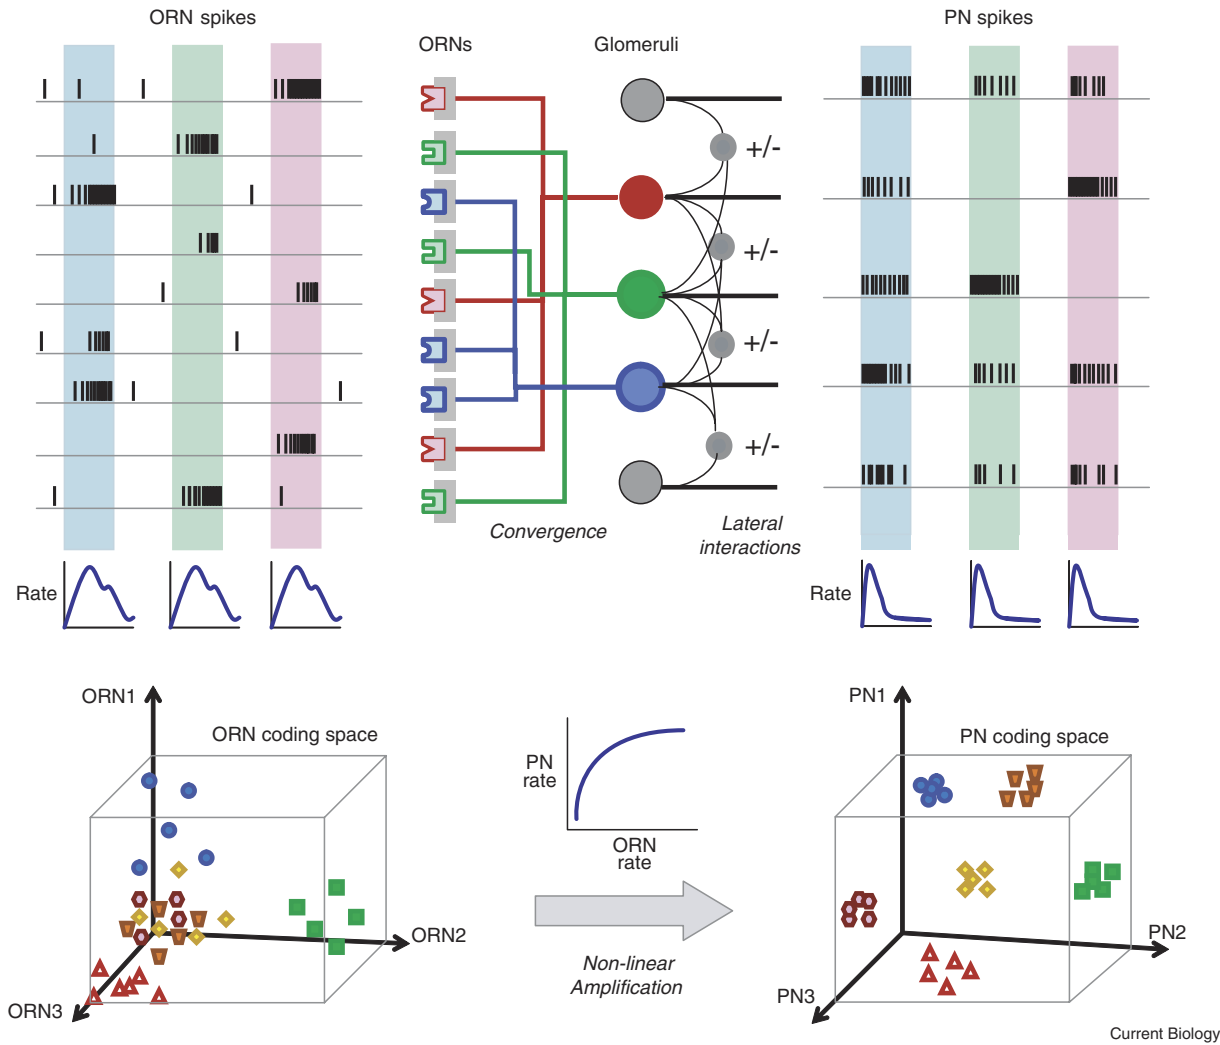 ORN spikes
PN spikes
ORNs
Glomeruli
+/-
+/-
+/-
+/-
Convergence
Lateral
interactions
Rate
Rate
ORN1
ORN coding space
ORN2
ORN3
PN
rate
ORN
rate
Non-linear
Amplification
PN1
PN coding space
PN2
PN3
Current Biology